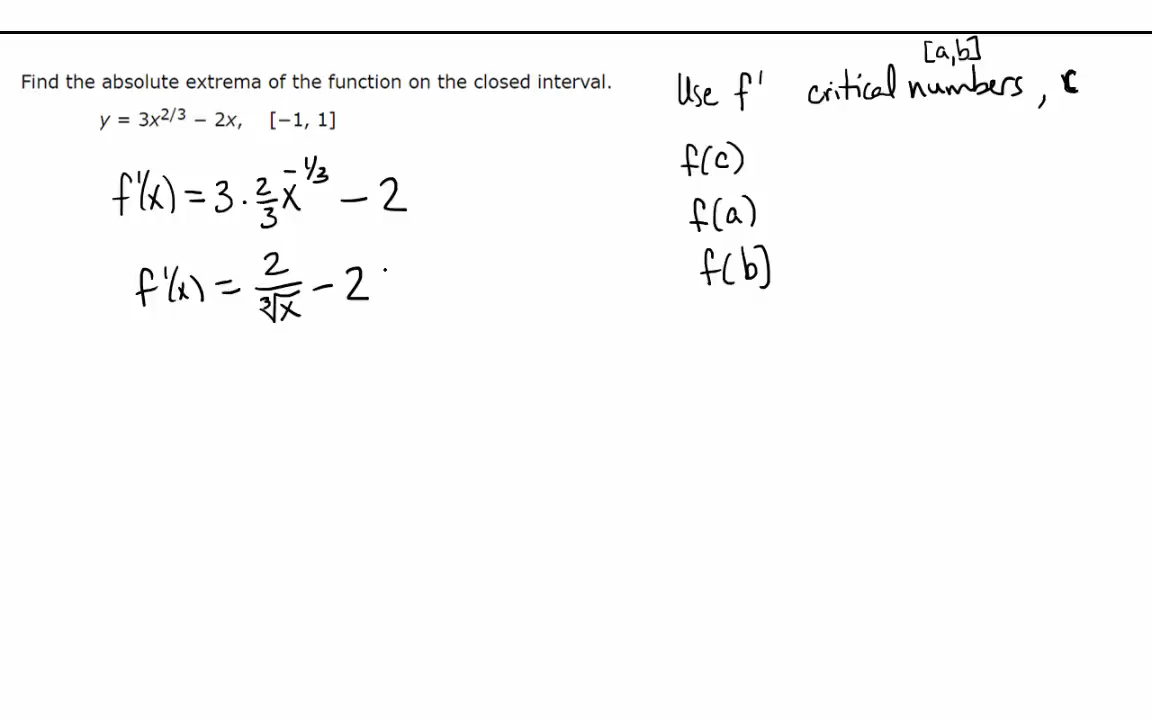 Find the absolute extrema of the function on the closed interval.
y = 3x^{2/3} − 2x, [−1, 1]
f'(x) = 3 · 2/3 x^{-1/3} − 2
f'(x) = 2/∛x − 2
[a,b]
Use f' critical numbers, c
f(c)
f(a)
f(b]